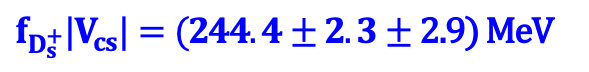 f_{D_s^+}|V_{cs}| = (244.4 ± 2.3 ± 2.9) MeV